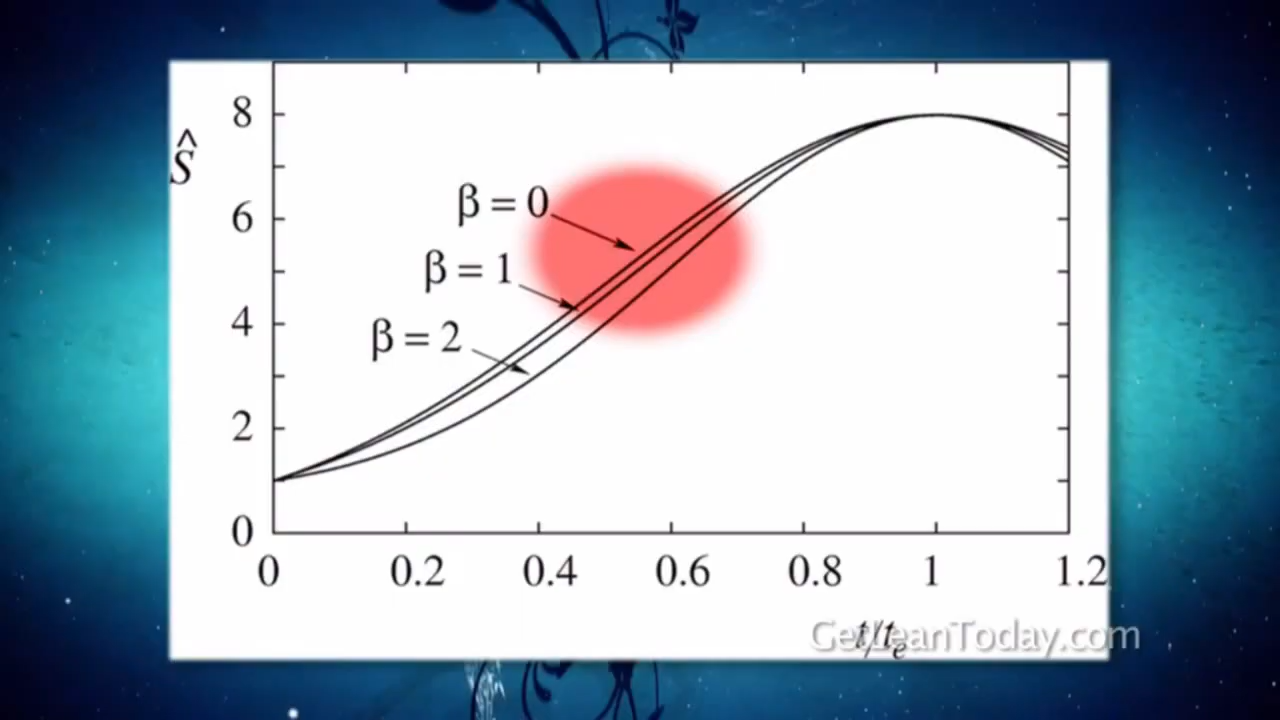 8
Ŝ
β = 0
6
β = 1
4
β = 2
2
0
0 0.2 0.4 0.6 0.8 1 1.2
t/tₑ
GetLeanToday.com